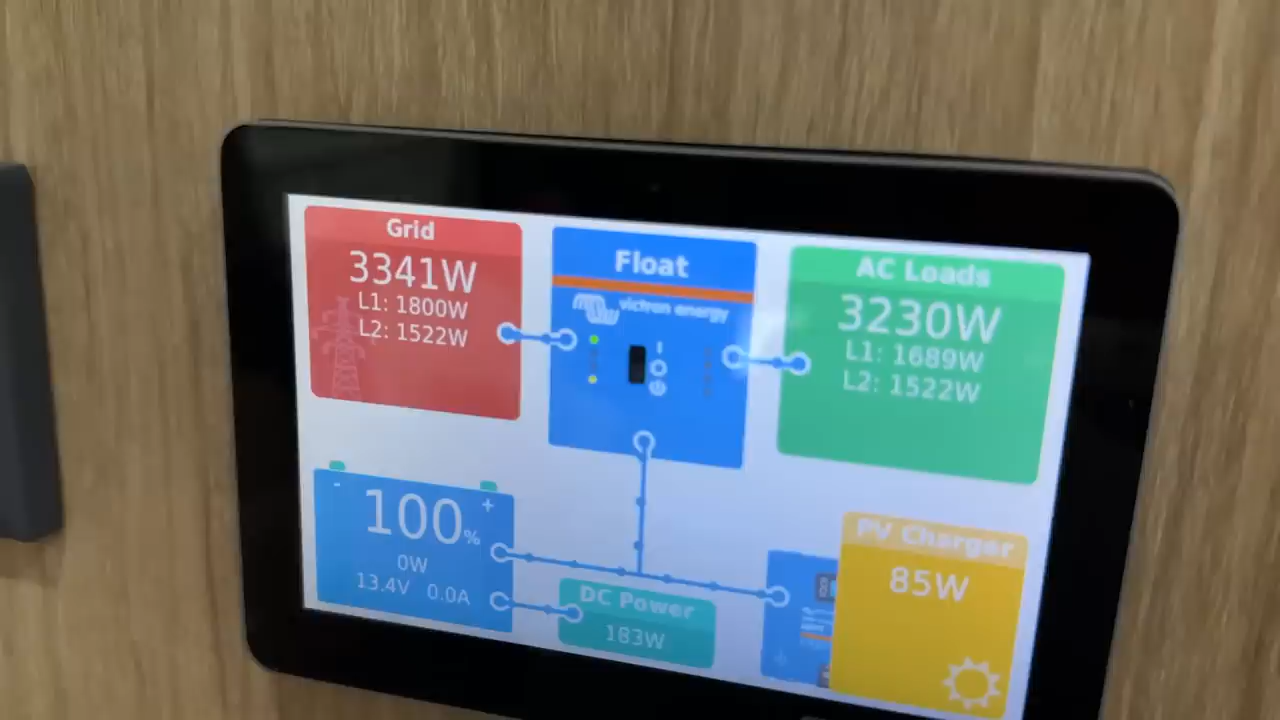 Grid
3341W
L1: 1800W
L2: 1522W
Float
victron energy
AC Loads
3230W
L1: 1689W
L2: 1522W
- +
100%
0W
13.4V 0.0A
DC Power
183W
PV Charger
85W